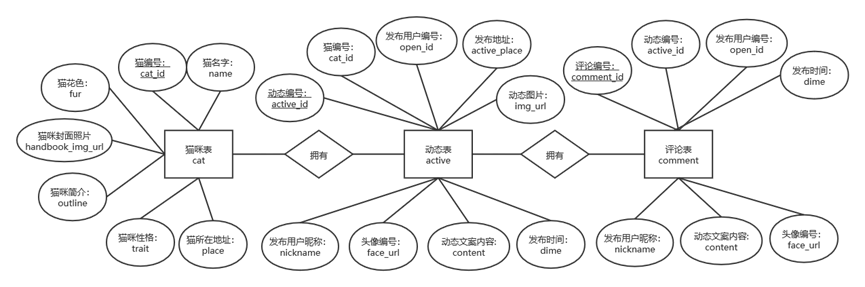 猫编号：
cat_id
猫名字：
name
猫花色：
fur
猫咪封面照片
handbook_img_url
猫咪简介：
outline
猫咪性格：
trait
猫所在地址：
place
猫咪表
cat
拥有
动态编号：
active_id
猫编号：
cat_id
发布用户编号：
open_id
发布地址：
active_place
动态图片：
img_url
动态表
active
发布用户昵称：
nickname
头像编号：
face_url
动态文案内容：
content
发布时间：
dime
拥有
评论编号：
comment_id
动态编号：
active_id
发布用户编号：
open_id
发布时间：
dime
评论表
comment
发布用户昵称：
nickname
动态文案内容：
content
头像编号：
face_url